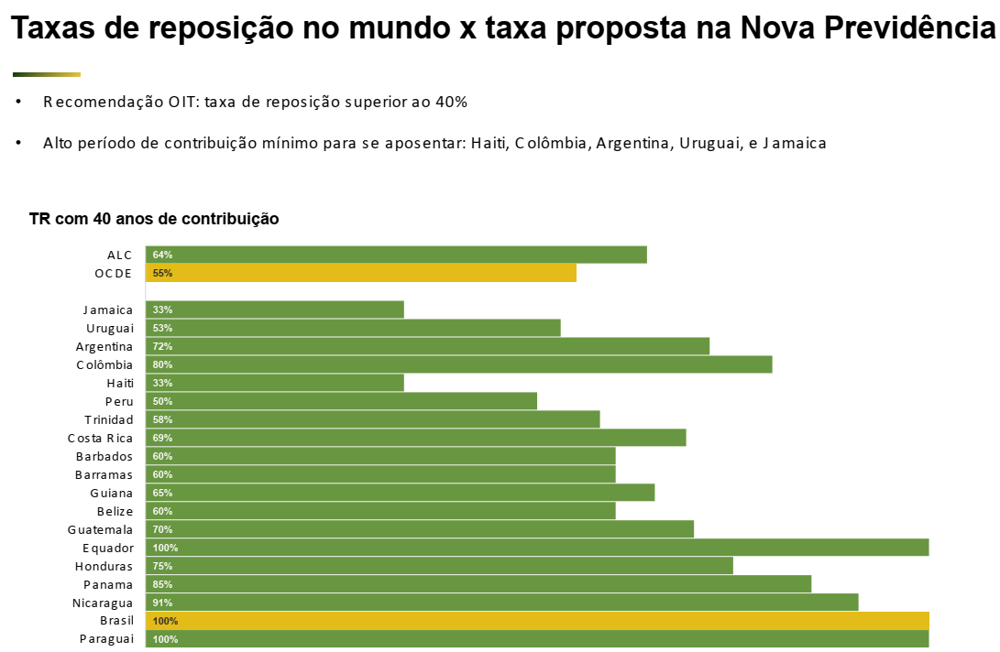 Taxas de reposição no mundo x taxa proposta na Nova Previdência
• Recomendação OIT: taxa de reposição superior ao 40%
• Alto período de contribuição mínimo para se aposentar: Haiti, Colômbia, Argentina, Uruguai, e Jamaica
TR com 40 anos de contribuição
ALC 64%
OCDE 55%
Jamaica 33%
Uruguai 53%
Argentina 72%
Colômbia 80%
Haiti 33%
Peru 50%
Trinidad 58%
Costa Rica 69%
Barbados 60%
Barramas 60%
Guiana 65%
Belize 60%
Guatemala 70%
Equador 100%
Honduras 75%
Panama 85%
Nicaragua 91%
Brasil 100%
Paraguai 100%